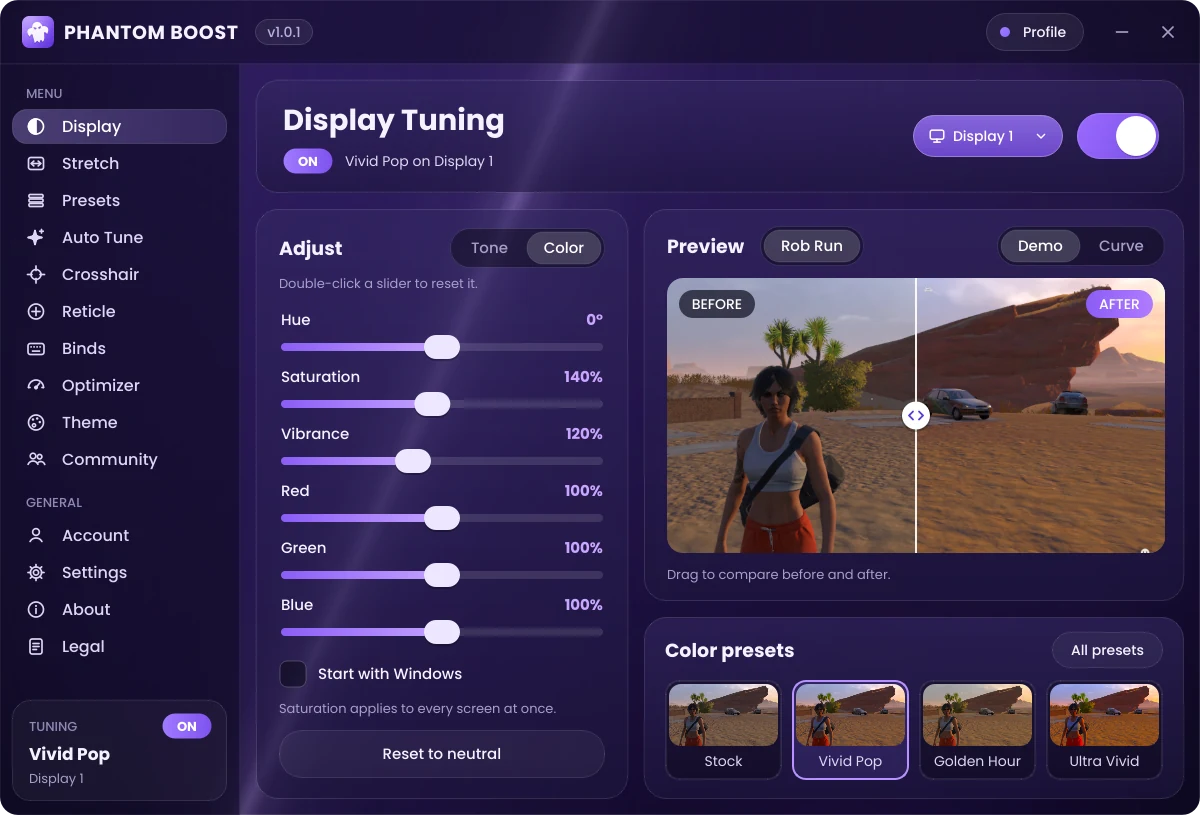 PHANTOM BOOST v1.0.1 Profile
MENU
Display
Stretch
Presets
Auto Tune
Crosshair
Reticle
Binds
Optimizer
Theme
Community
GENERAL
Account
Settings
About
Legal
TUNING ON
Vivid Pop
Display 1
Display Tuning
ON Vivid Pop on Display 1
Display 1
Adjust Tone Color
Double-click a slider to reset it.
Hue 0°
Saturation 140%
Vibrance 120%
Red 100%
Green 100%
Blue 100%
Start with Windows
Saturation applies to every screen at once.
Reset to neutral
Preview Rob Run Demo Curve
BEFORE AFTER
Drag to compare before and after.
Color presets All presets
Stock Vivid Pop Golden Hour Ultra Vivid